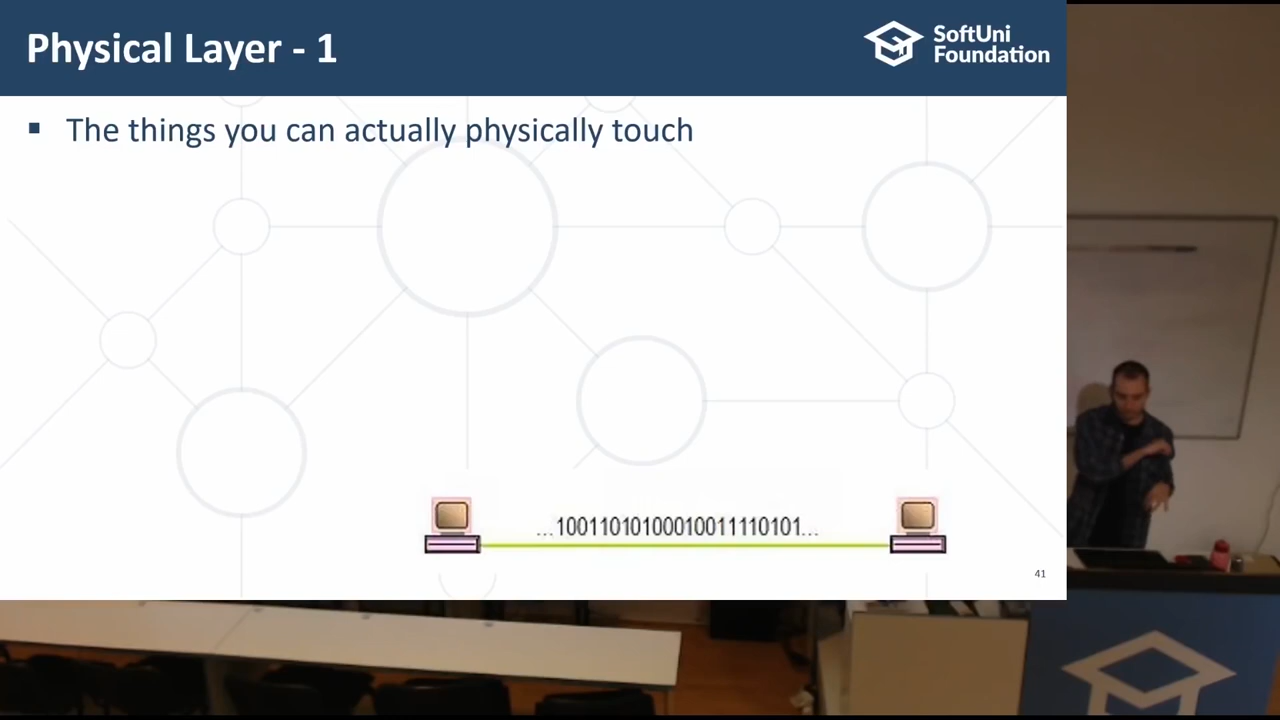 Physical Layer - 1
SoftUni
Foundation
▪ The things you can actually physically touch
...10011010100010011110101...
41